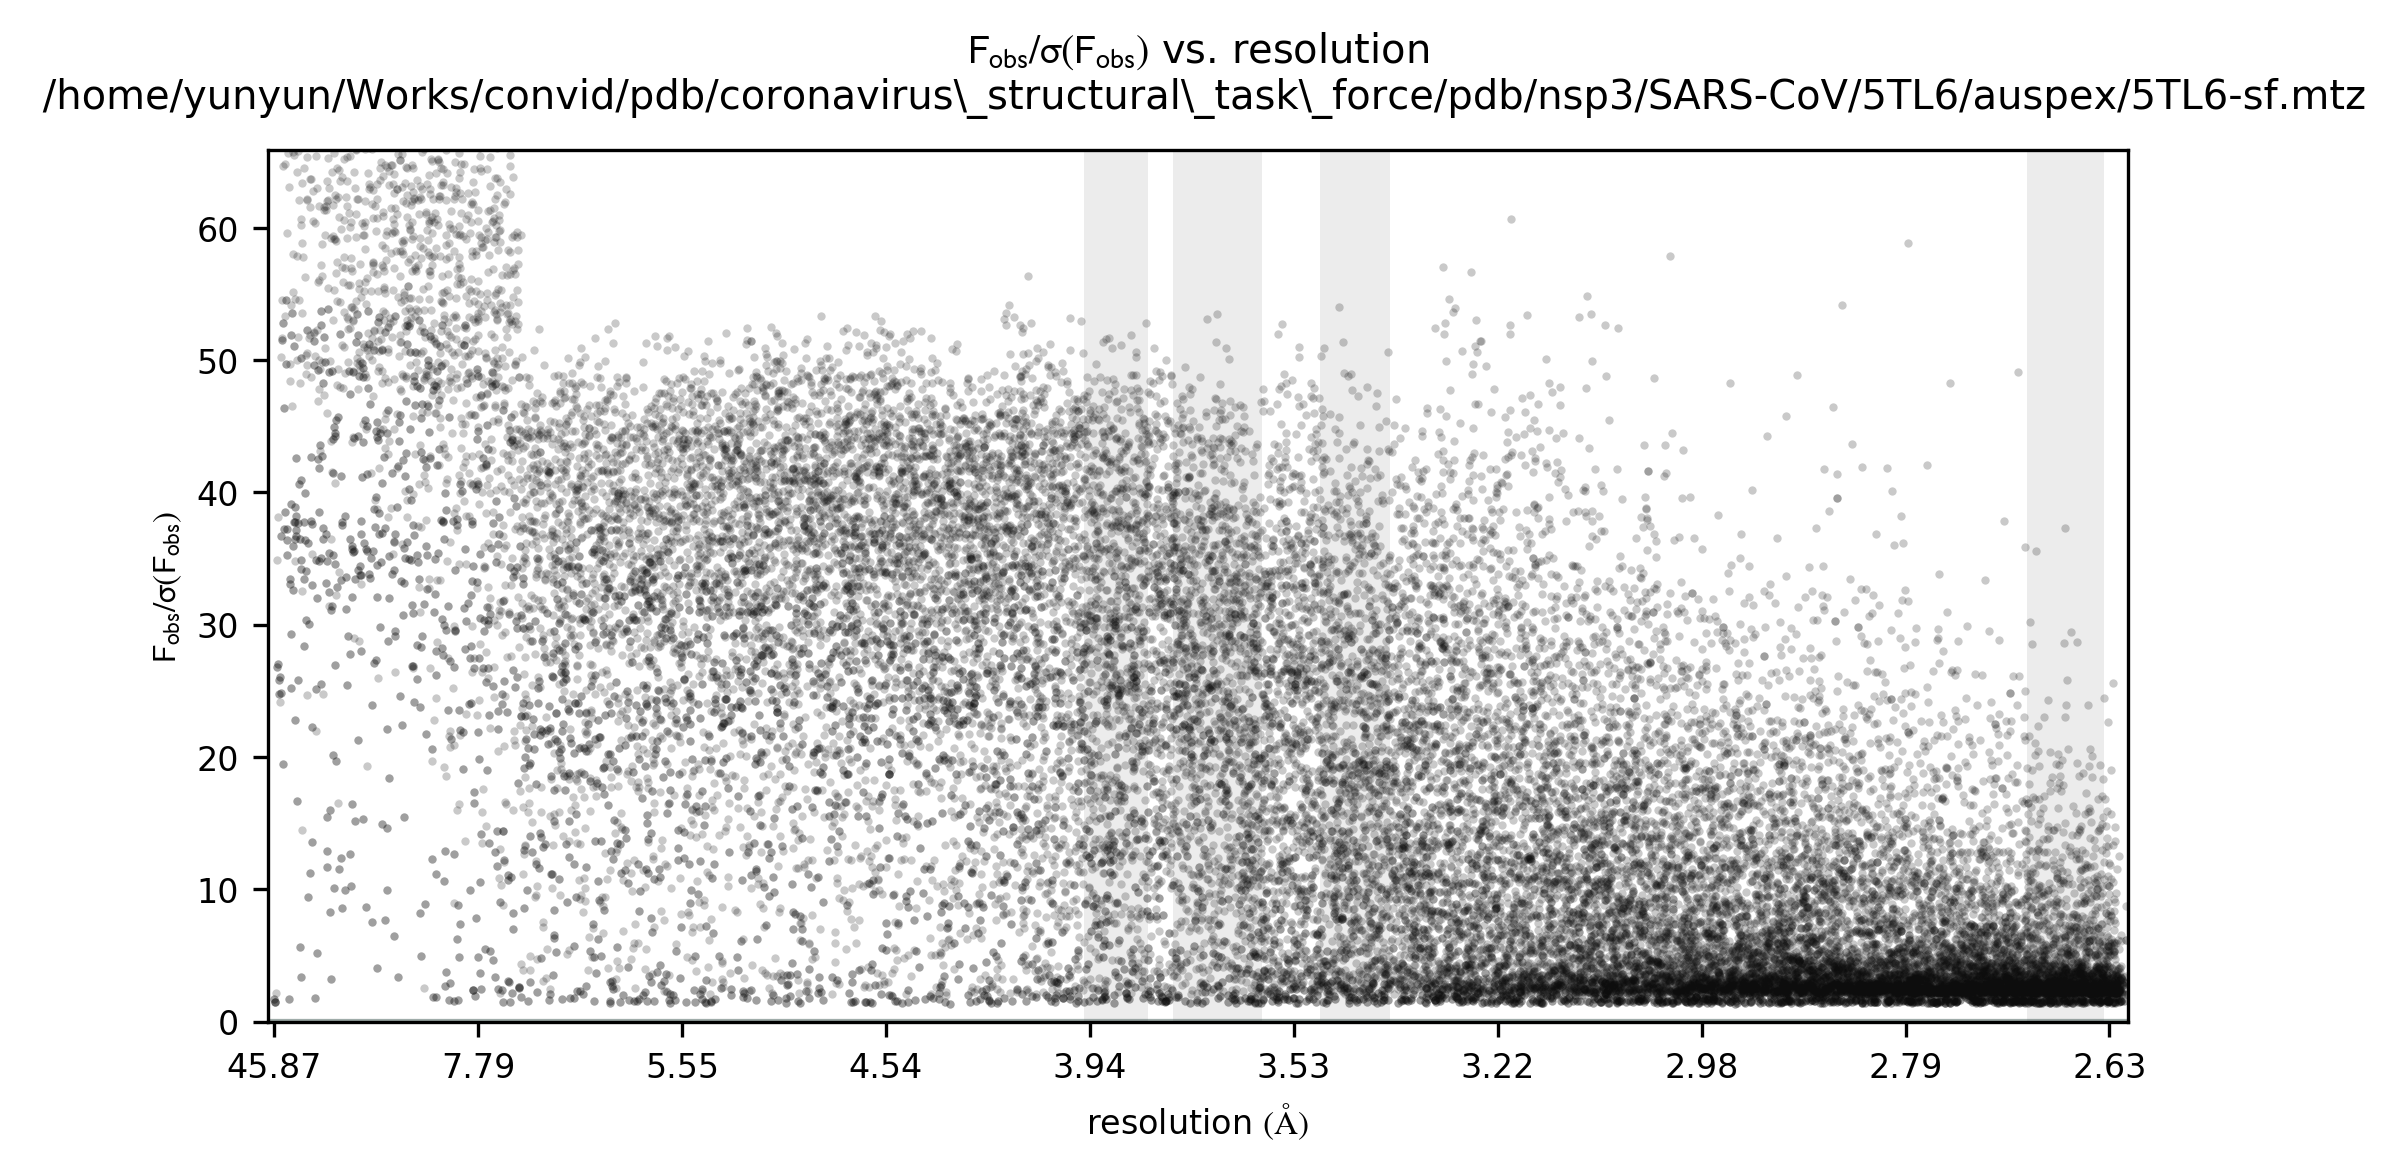 Fobs/σ(Fobs) vs. resolution
/home/yunyun/Works/convid/pdb/coronavirus\_structural\_task\_force/pdb/nsp3/SARS-CoV/5TL6/auspex/5TL6-sf.mtz
Fobs/σ(Fobs)
60
50
40
30
20
10
0
45.87 7.79 5.55 4.54 3.94 3.53 3.22 2.98 2.79 2.63
resolution (Å)